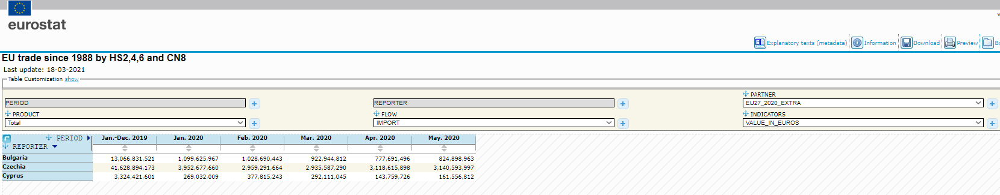 eurostat
Explanatory texts (metadata) Information Download Preview
EU trade since 1988 by HS2,4,6 and CN8
Last update: 18-03-2021
Table Customization show
PARTNER
PERIOD REPORTER EU27_2020_EXTRA
PRODUCT FLOW INDICATORS
Total IMPORT VALUE_IN_EUROS
PERIOD Jan.-Dec. 2019 Jan. 2020 Feb. 2020 Mar. 2020 Apr. 2020 May. 2020
REPORTER
Bulgaria 13,066,831,521 1,099,625,967 1,028,690,443 922,944,812 777,691,496 824,898,963
Czechia 41,628,894,173 3,952,677,660 2,959,291,664 2,935,587,290 3,118,615,898 3,140,593,997
Cyprus 3,324,421,601 269,032,009 377,815,243 292,111,045 143,759,726 161,556,812